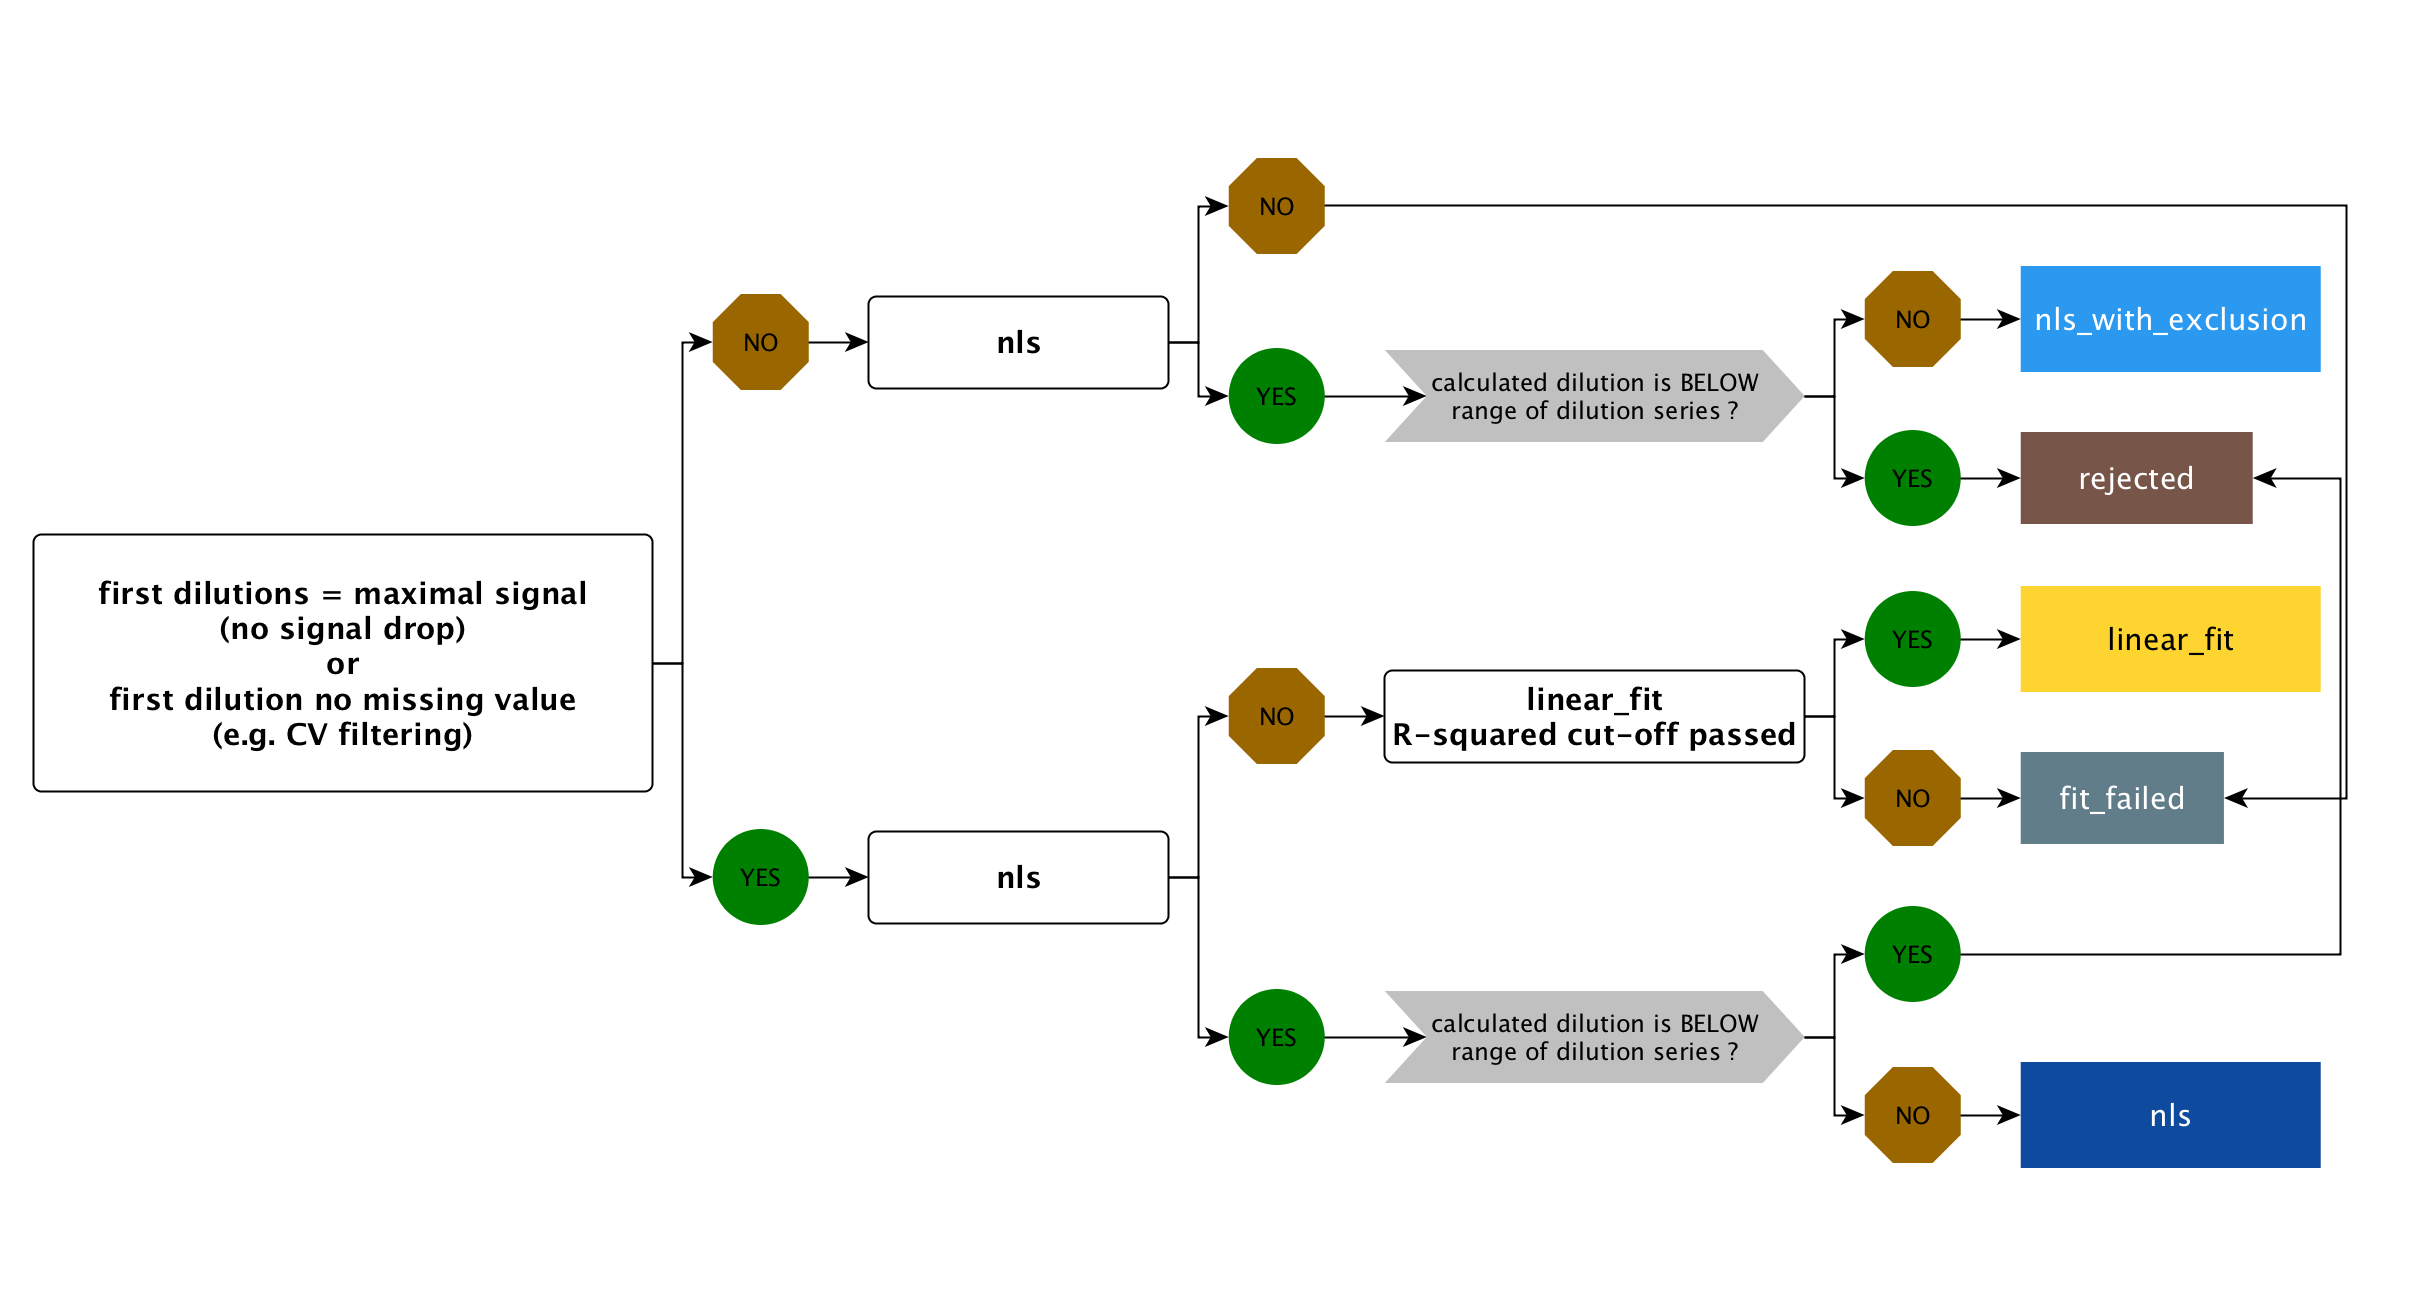 first dilutions = maximal signal
(no signal drop)
or
first dilution no missing value
(e.g. CV filtering)
NO
nls
NO
YES
calculated dilution is BELOW
range of dilution series ?
NO
nls_with_exclusion
YES
rejected
YES
nls
NO
linear_fit
R-squared cut-off passed
YES
linear_fit
NO
fit_failed
YES
calculated dilution is BELOW
range of dilution series ?
YES
NO
nls